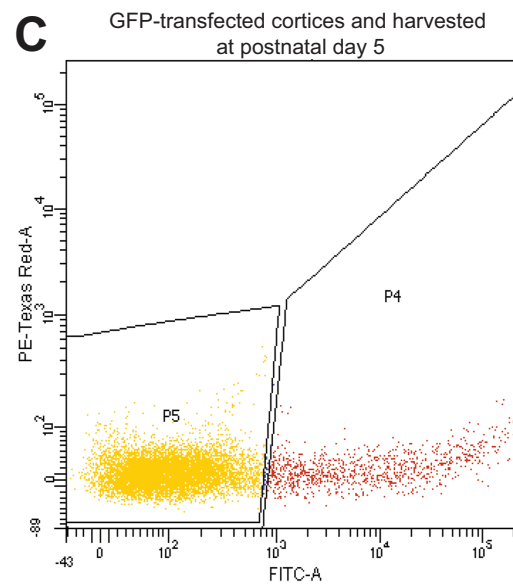 C
GFP-transfected cortices and harvested
at postnatal day 5
PE-Texas Red-A
10^5
10^4
10^3
10^2
0
-89
P4
P5
-43
0
10^2
10^3
10^4
10^5
FITC-A